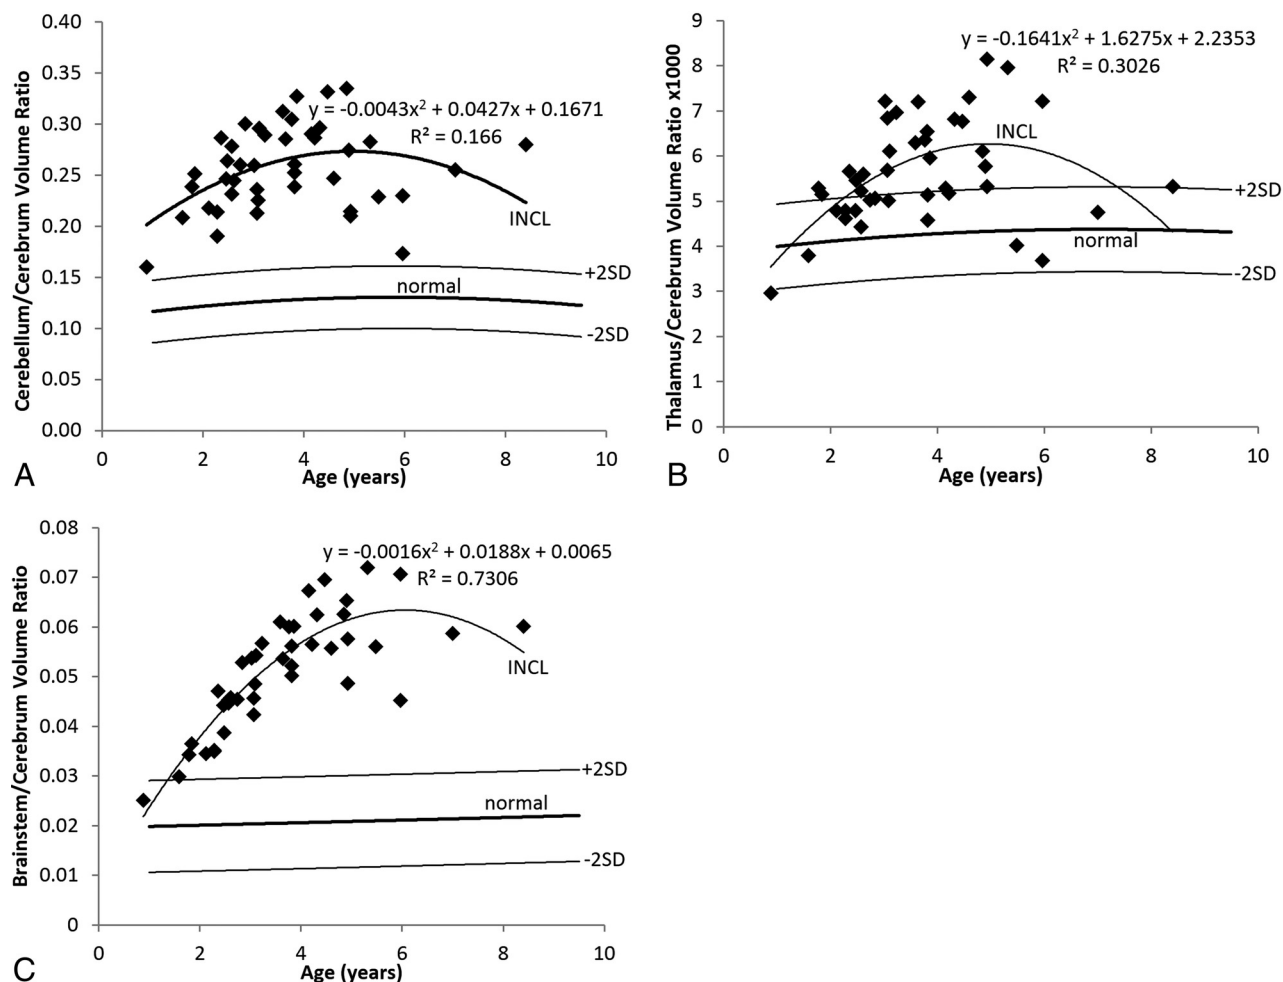 0.40
0.35
0.30
0.25
0.20
0.15
0.10
0.05
0.00
Cerebellum/Cerebrum Volume Ratio
y = -0.0043x² + 0.0427x + 0.1671
R² = 0.166
INCL
+2SD
normal
-2SD
0 2 4 6 8 10
Age (years)
A
9
8
7
6
5
4
3
2
1
0
Thalamus/Cerebrum Volume Ratio x1000
y = -0.1641x² + 1.6275x + 2.2353
R² = 0.3026
INCL
+2SD
normal
-2SD
0 2 4 6 8 10
Age (years)
B
0.08
0.07
0.06
0.05
0.04
0.03
0.02
0.01
0
Brainstem/Cerebrum Volume Ratio
y = -0.0016x² + 0.0188x + 0.0065
R² = 0.7306
INCL
+2SD
normal
-2SD
0 2 4 6 8 10
Age (years)
C